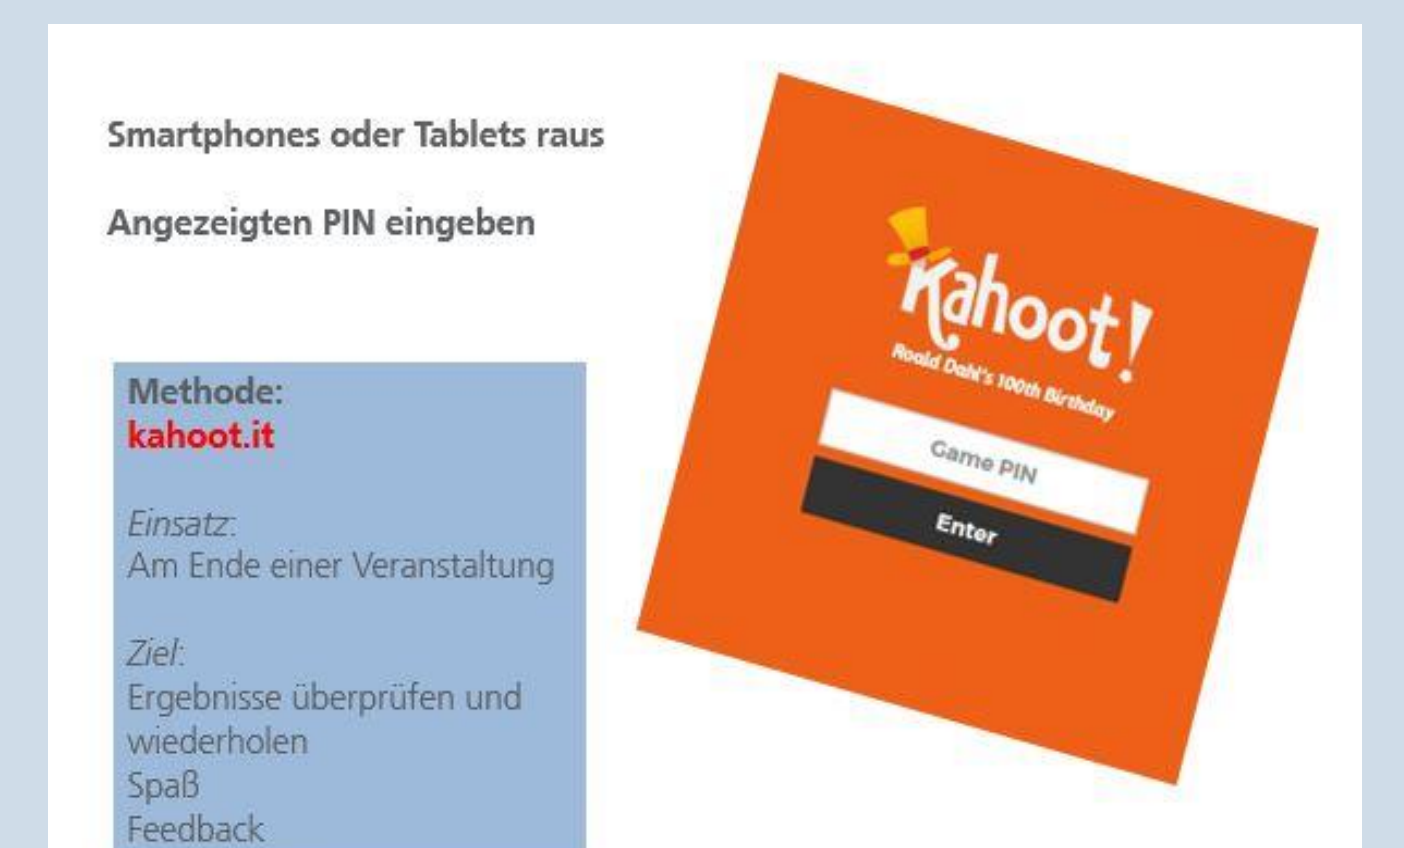 Smartphones oder Tablets raus
Angezeigten PIN eingeben
Methode:
kahoot.it
Einsatz:
Am Ende einer Veranstaltung
Ziel:
Ergebnisse überprüfen und
wiederholen
Spaß
Feedback
Kahoot!
Roald Dahl's 100th Birthday
Game PIN
Enter